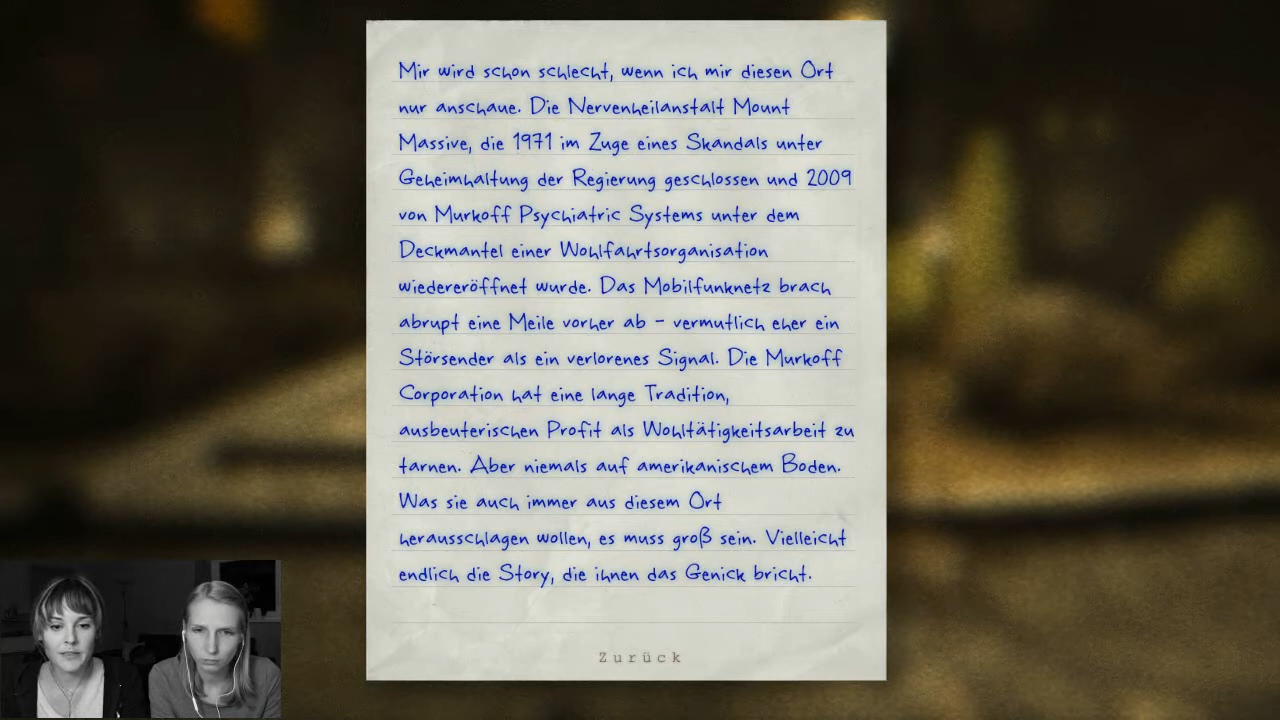 Mir wird schon schlecht, wenn ich mir diesen Ort
nur anschaue. Die Nervenheilanstalt Mount
Massive, die 1971 im Zuge eines Skandals unter
Geheimhaltung der Regierung geschlossen und 2009
von Murkoff Psychiatric Systems unter dem
Deckmantel einer Wohlfahrtsorganisation
wiedereröffnet wurde. Das Mobilfunknetz brach
abrupt eine Meile vorher ab - vermutlich eher ein
Störsender als ein verlorenes Signal. Die Murkoff
Corporation hat eine lange Tradition,
ausbeuterischen Profit als Wohltätigkeitsarbeit zu
tarnen. Aber niemals auf amerikanischem Boden.
Was sie auch immer aus diesem Ort
herausschlagen wollen, es muss groß sein. Vielleicht
endlich die Story, die ihnen das Genick bricht.
Zurück